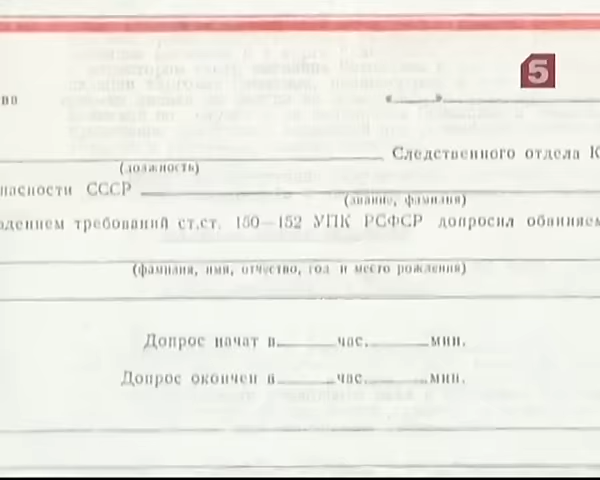 5
ва « »
Следственного отдела К
(должность)
пасности СССР
(звание, фамилия)
дением требований ст.ст. 150—152 УПК РСФСР допросил обвиняем
(фамилия, имя, отчество, год и место рождения)
Допрос начат в час. мин.
Допрос окончен в час. мин.